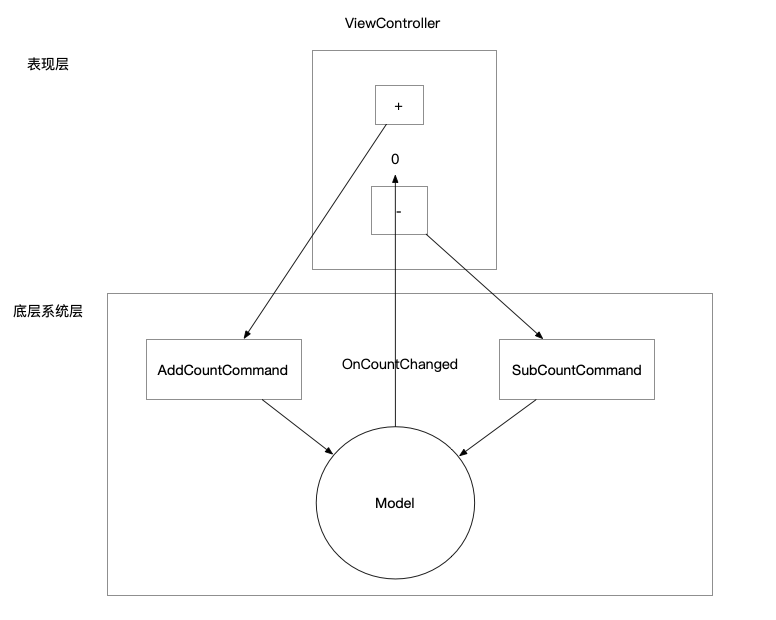 ViewController
表现层
+
0
-
底层系统层
AddCountCommand
OnCountChanged
SubCountCommand
Model